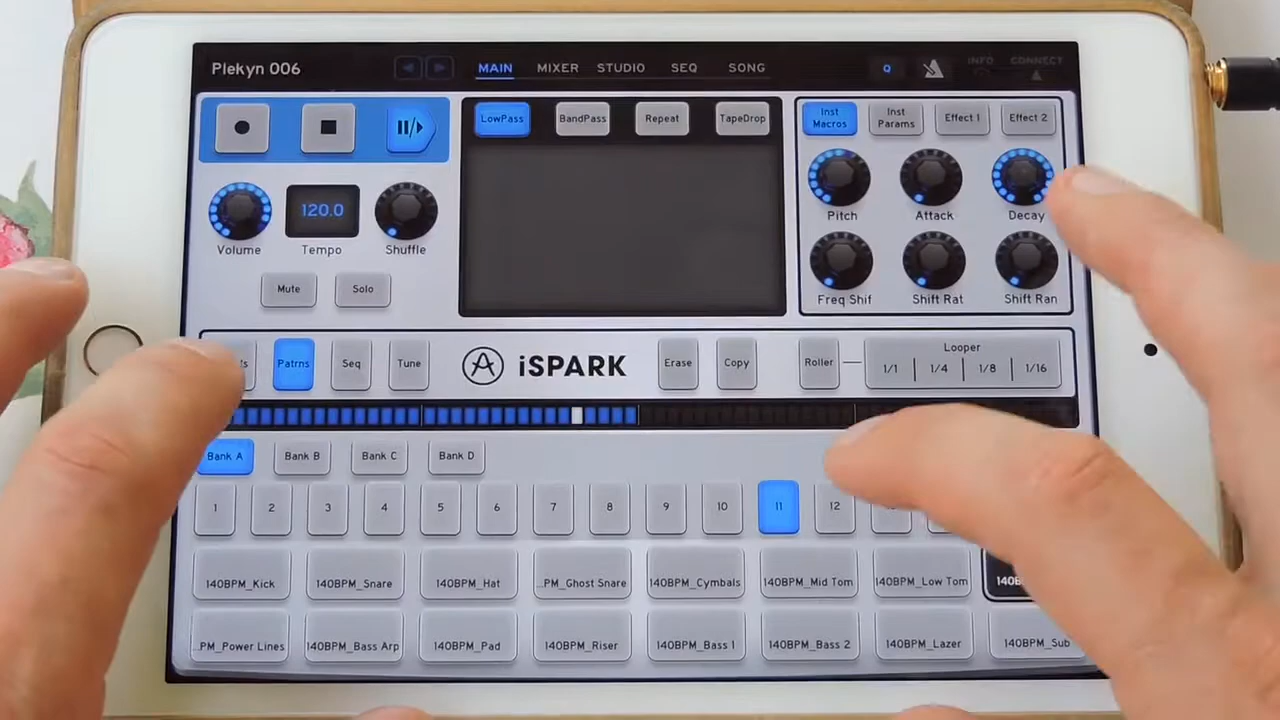 Plekyn 006
MAIN
MIXER
STUDIO
SEQ
SONG
INFO
CONNECT
LowPass
BandPass
Repeat
TapeDrop
Inst Macros
Inst Params
Effect 1
Effect 2
120.0
Volume
Tempo
Shuffle
Pitch
Attack
Decay
Mute
Solo
Freq Shif
Shift Rat
Shift Ran
Patrns
Seq
Tune
iSPARK
Erase
Copy
Roller
Looper
1/1
1/4
1/8
1/16
Bank A
Bank B
Bank C
Bank D
1
2
3
4
5
6
7
8
9
10
11
12
140BPM_Kick
140BPM_Snare
140BPM_Hat
..PM_Ghost Snare
140BPM_Cymbals
140BPM_Mid Tom
140BPM_Low Tom
..PM_Power Lines
140BPM_Bass Arp
140BPM_Pad
140BPM_Riser
140BPM_Bass 1
140BPM_Bass 2
140BPM_Lazer
140BPM_Sub